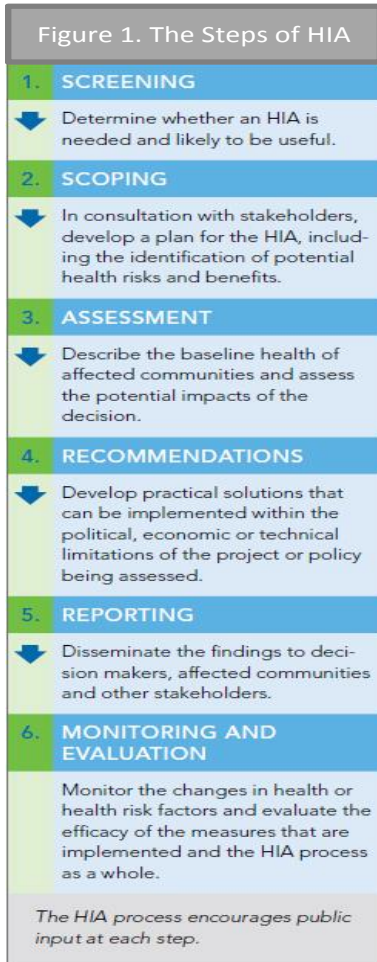 Figure 1. The Steps of HIA
1. SCREENING
Determine whether an HIA is
needed and likely to be useful.
2. SCOPING
In consultation with stakeholders,
develop a plan for the HIA, includ-
ing the identification of potential
health risks and benefits.
3. ASSESSMENT
Describe the baseline health of
affected communities and assess
the potential impacts of the
decision.
4. RECOMMENDATIONS
Develop practical solutions that
can be implemented within the
political, economic or technical
limitations of the project or policy
being assessed.
5. REPORTING
Disseminate the findings to deci-
sion makers, affected communities
and other stakeholders.
6. MONITORING AND
EVALUATION
Monitor the changes in health or
health risk factors and evaluate the
efficacy of the measures that are
implemented and the HIA process
as a whole.
The HIA process encourages public
input at each step.